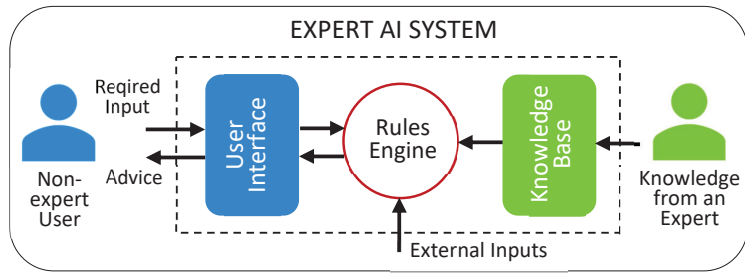 EXPERT AI SYSTEM
Reqired
Input
Advice
Non-
expert
User
User
Interface
Rules
Engine
Knowledge
Base
Knowledge
from an
Expert
External Inputs